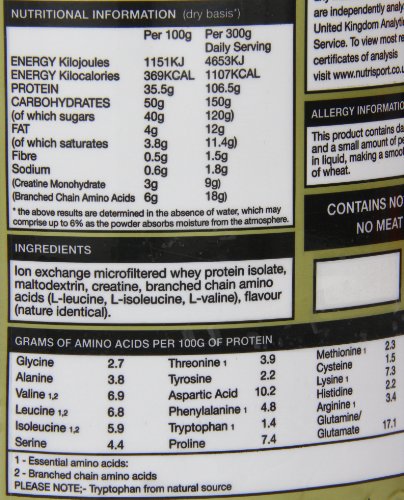 NUTRITIONAL INFORMATION (dry basis*)
Per 100g Per 300g
Daily Serving
ENERGY Kilojoules 1151KJ 4653KJ
ENERGY Kilocalories 369KCAL 1107KCAL
PROTEIN 35.5g 106.5g
CARBOHYDRATES 50g 150g
(of which sugars 40g 120g)
FAT 4g 12g
(of which saturates 3.8g 11.4g)
Fibre 0.5g 1.5g
Sodium 0.6g 1.8g
(Creatine Monohydrate 3g 9g)
(Branched Chain Amino Acids 6g 18g)
* the above results are determined in the absence of water, which may
comprise up to 6% as the powder absorbs moisture from the atmosphere.
INGREDIENTS
Ion exchange microfiltered whey protein isolate,
maltodextrin, creatine, branched chain amino
acids (L-leucine, L-isoleucine, L-valine), flavour
(nature identical).
are independently
United Kingdom
Service. To view most
certificates of analysis
visit www.nutrisport.co.u
ALLERGY
This product contains
and a small amount of
in liquid, making a
of wheat.
CONTAINS NO
NO MEAT
GRAMS OF AMINO ACIDS PER 100G OF PROTEIN
Glycine 2.7 Threonine 1 3.9 Methionine 1 2.3
Alanine 3.8 Tyrosine 2.2 Cysteine 1.5
Valine 1,2 6.9 Aspartic Acid 10.2 Lysine 1 7.3
Leucine 1,2 6.8 Phenylalanine 1 4.8 Histidine 2.2
Isoleucine 1,2 5.9 Tryptophan 1 1.4 Arginine 1 3.4
Serine 4.4 Proline 7.4 Glutamine/
Glutamate 17.1
1 - Essential amino acids:
2 - Branched chain amino acids
PLEASE NOTE;- Tryptophan from natural source